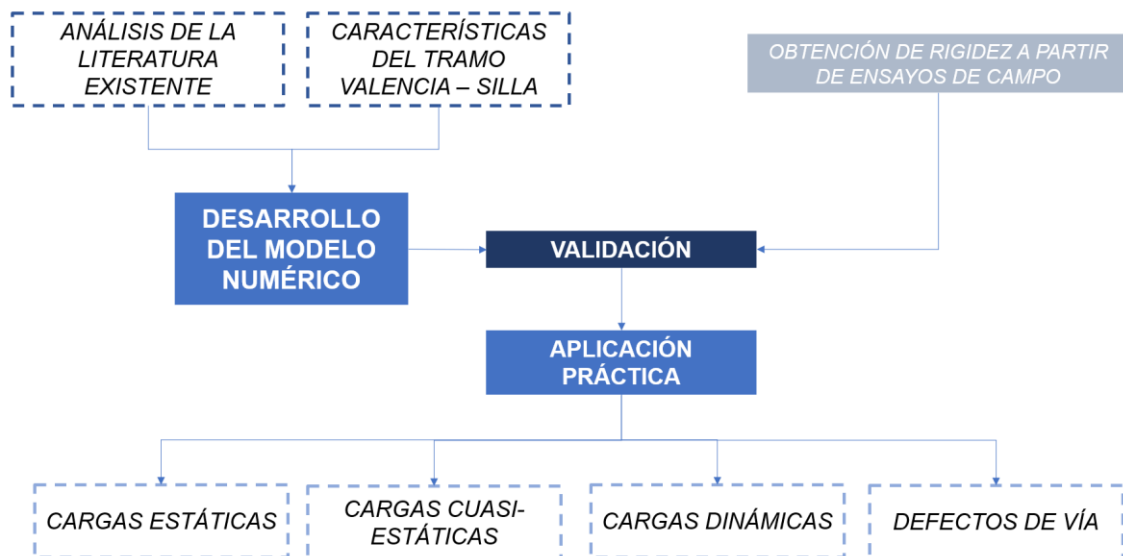 ANÁLISIS DE LA
LITERATURA
EXISTENTE
CARACTERÍSTICAS
DEL TRAMO
VALENCIA – SILLA
OBTENCIÓN DE RIGIDEZ A PARTIR
DE ENSAYOS DE CAMPO
DESARROLLO
DEL MODELO
NUMÉRICO
VALIDACIÓN
APLICACIÓN
PRÁCTICA
CARGAS ESTÁTICAS
CARGAS CUASI-
ESTÁTICAS
CARGAS DINÁMICAS
DEFECTOS DE VÍA